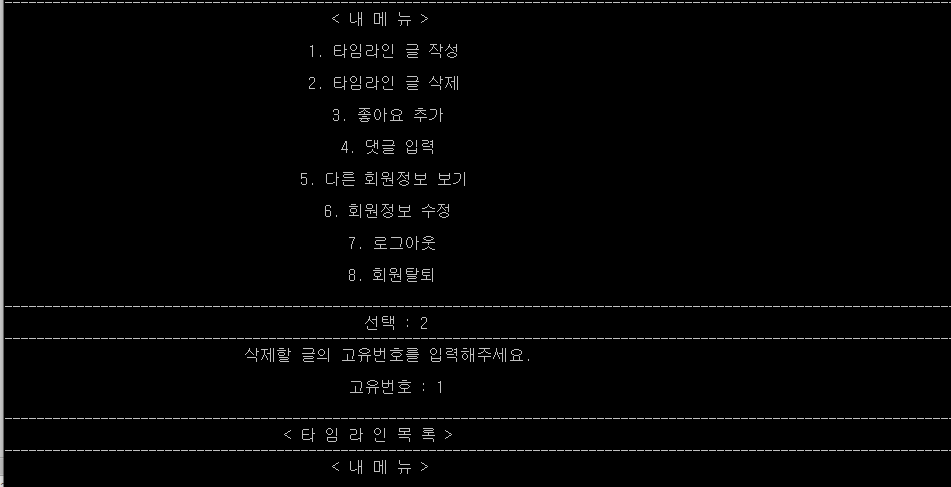 < 내 메 뉴 >
1. 타임라인 글 작성
2. 타임라인 글 삭제
3. 좋아요 추가
4. 댓글 입력
5. 다른 회원정보 보기
6. 회원정보 수정
7. 로그아웃
8. 회원탈퇴
선택 : 2
삭제할 글의 고유번호를 입력해주세요.
고유번호 : 1
< 타 임 라 인 목 록 >
< 내 메 뉴 >